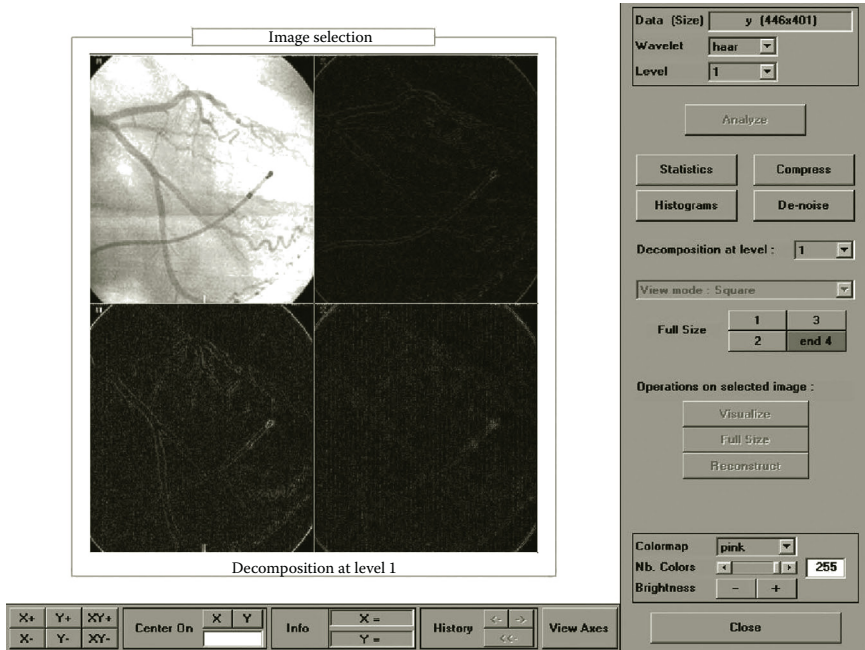 Image selection
Decomposition at level 1
Data (Size) y (446x401)
Wavelet haar
Level 1
Analyze
Statistics Compress
Histograms De-noise
Decomposition at level : 1
View mode : Square
Full Size 1 3
2 end 4
Operations on selected image :
Visualize
Full Size
Reconstruct
Colormap pink
Nb. Colors 255
Brightness - +
Close
X+ Y+ XY+
X- Y- XY-
Center On X Y
Info X =
Y =
History <- ->
<<-
View Axes